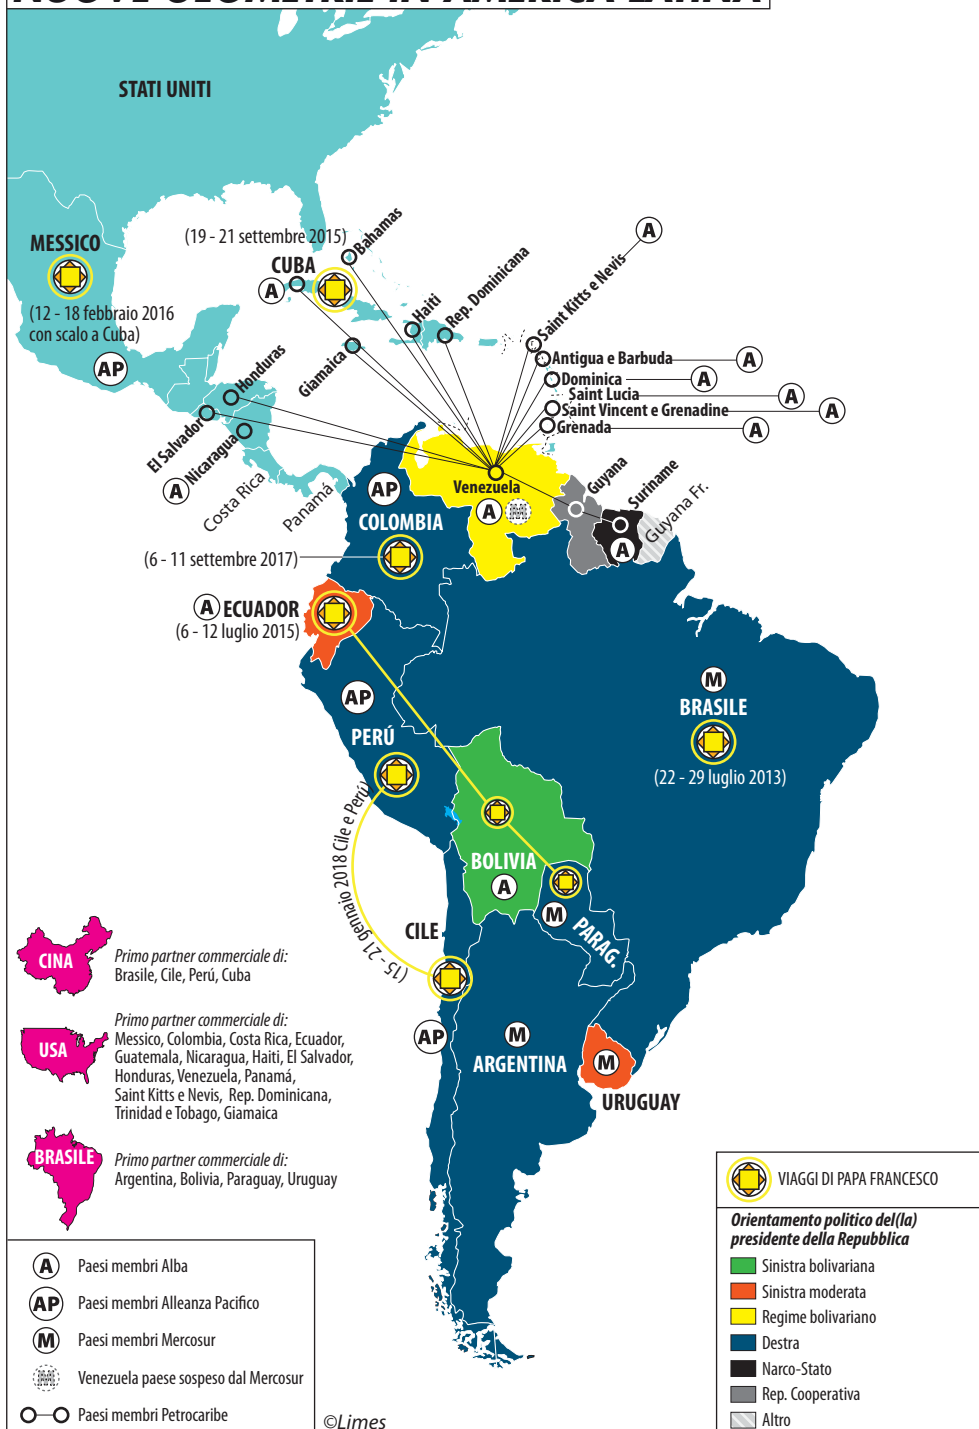 NUOVE GEOMETRIE IN AMERICA LATINA
STATI UNITI
MESSICO
(12 - 18 febbraio 2016
con scalo a Cuba)
AP
(19 - 21 settembre 2015)
CUBA
A
Bahamas
Haiti
Rep. Dominicana
Giamaica
Saint Kitts e Nevis
A
Antigua e Barbuda
A
Dominica
A
Saint Lucia
A
Saint Vincent e Grenadine
A
Grenada
A
Honduras
El Salvador
Nicaragua
A
Costa Rica
Panamá
Venezuela
A
M
Guyana
Suriname
A
Guyana Fr.
AP
COLOMBIA
(6 - 11 settembre 2017)
A
ECUADOR
(6 - 12 luglio 2015)
AP
PERÚ
M
BRASILE
(22 - 29 luglio 2013)
BOLIVIA
A
M
PARAG.
(15 - 21 gennaio 2018 Cile e Perú)
CILE
AP
M
ARGENTINA
M
URUGUAY
CINA
Primo partner commerciale di:
Brasile, Cile, Perú, Cuba
USA
Primo partner commerciale di:
Messico, Colombia, Costa Rica, Ecuador,
Guatemala, Nicaragua, Haiti, El Salvador,
Honduras, Venezuela, Panamá,
Saint Kitts e Nevis, Rep. Dominicana,
Trinidad e Tobago, Giamaica
BRASILE
Primo partner commerciale di:
Argentina, Bolivia, Paraguay, Uruguay
A Paesi membri Alba
AP Paesi membri Alleanza Pacifico
M Paesi membri Mercosur
M Venezuela paese sospeso dal Mercosur
Paesi membri Petrocaribe
©Limes
VIAGGI DI PAPA FRANCESCO
Orientamento politico del(la)
presidente della Repubblica
Sinistra bolivariana
Sinistra moderata
Regime bolivariano
Destra
Narco-Stato
Rep. Cooperativa
Altro